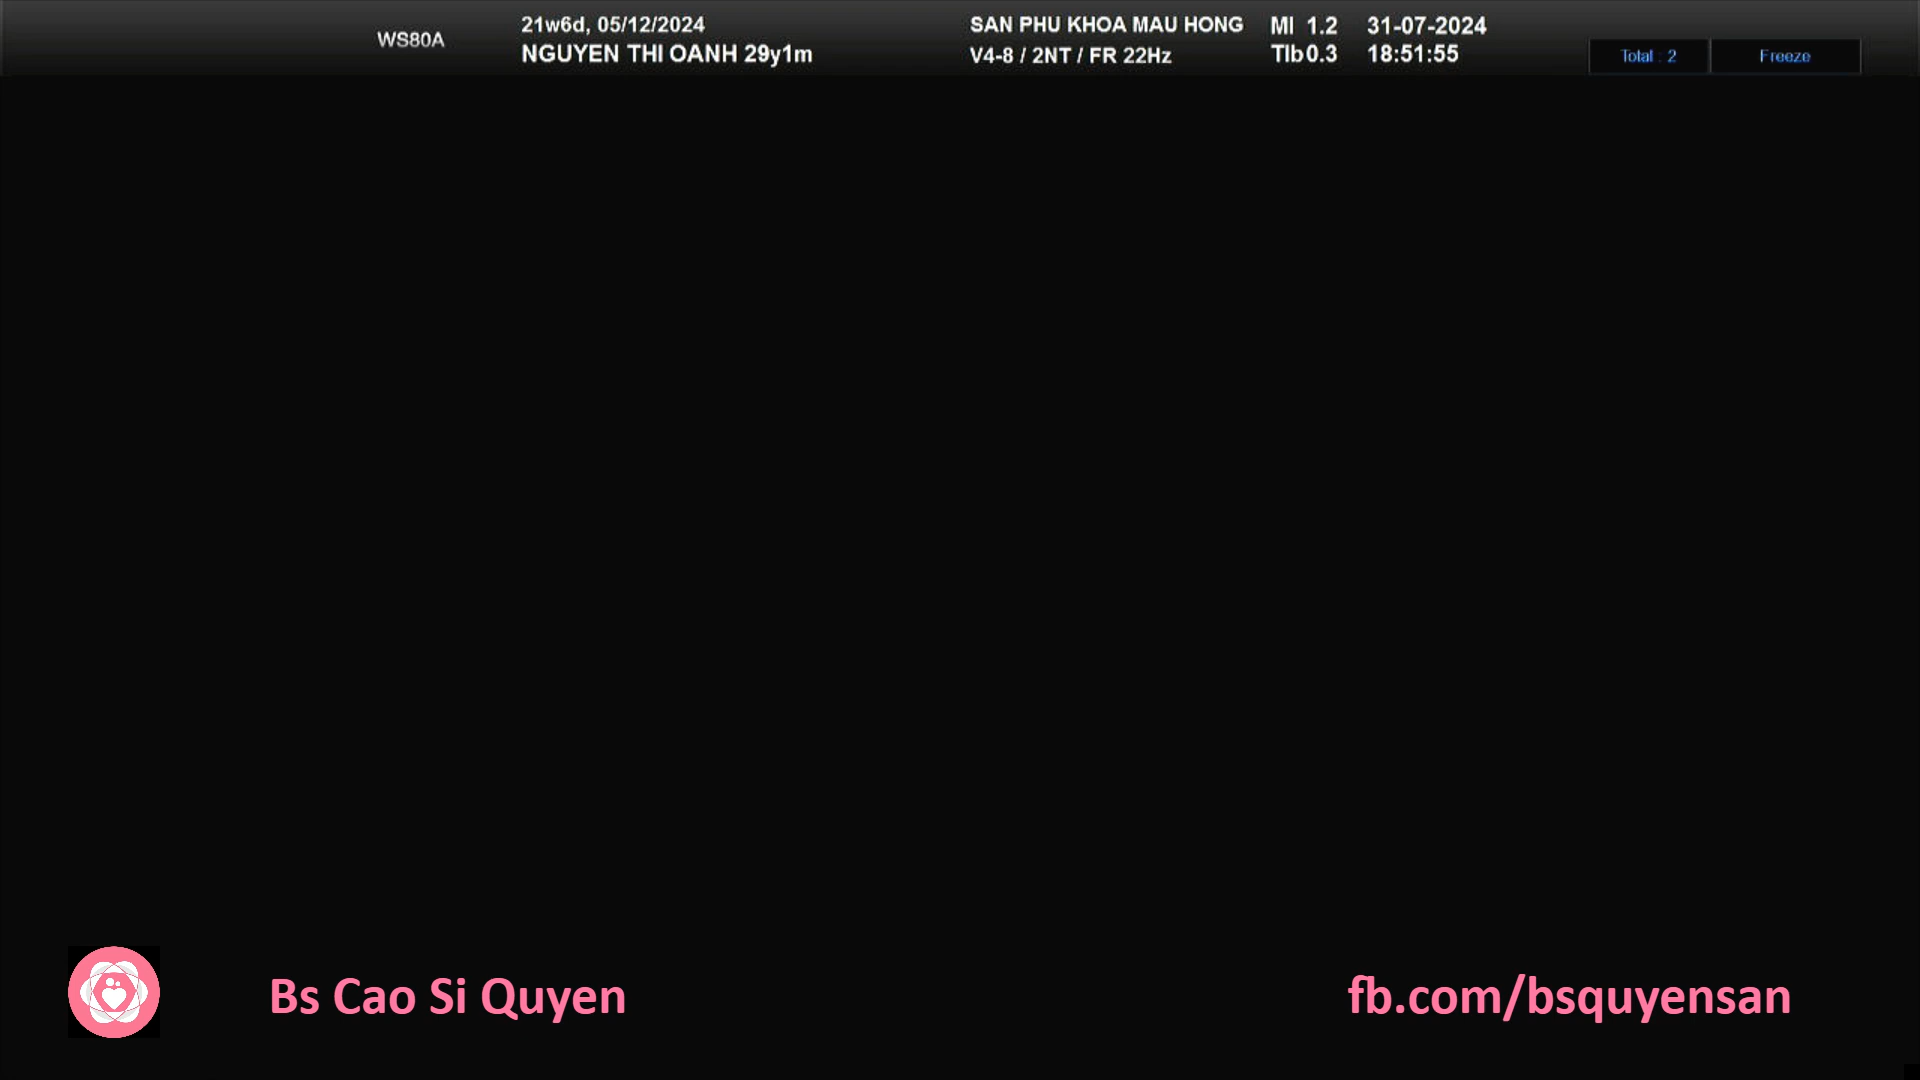 WS80A
21w6d, 05/12/2024
NGUYEN THI OANH 29y1m
SAN PHU KHOA MAU HONG
V4-8 / 2NT / FR 22Hz
MI 1.2
TIb0.3
31-07-2024
18:51:55
Total : 2
Freeze
Bs Cao Si Quyen
fb.com/bsquyensan